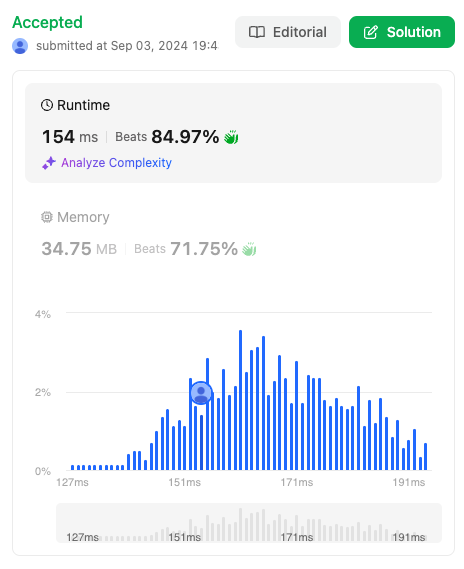 Accepted
submitted at Sep 03, 2024 19:4
Editorial
Solution
Runtime
154 ms | Beats 84.97%
Analyze Complexity
Memory
34.75 MB | Beats 71.75%
4%
2%
0%
127ms 151ms 171ms 191ms
127ms 151ms 171ms 191ms